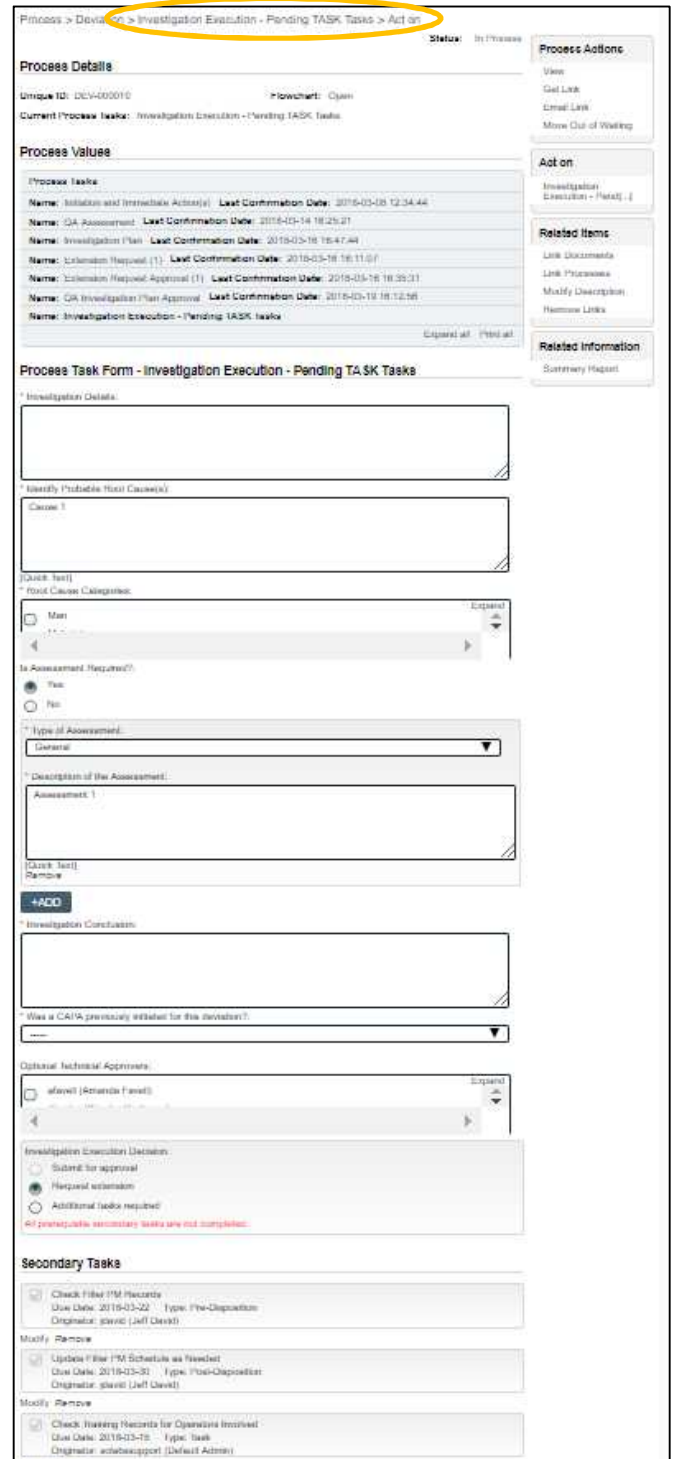 Process > Deviation > Investigation Execution - Pending TASK Tasks > Act on
Status: In Process
Process Details
Unique ID: DEV-000010 Flowchart: Open
Current Process Tasks: Investigation Execution - Pending TASK Tasks
Process Values
Process Tasks
Name: Initiation and Immediate Action(s) Last Confirmation Date: 2016-03-08 12:34:44
Name: QA Assessment Last Confirmation Date: 2016-03-14 16:25:21
Name: Investigation Plan Last Confirmation Date: 2016-03-16 16:47:44
Name: Extension Request (1) Last Confirmation Date: 2016-03-16 16:11:07
Name: Extension Request Approval (1) Last Confirmation Date: 2016-03-16 16:35:31
Name: QA Investigation Plan Approval Last Confirmation Date: 2016-03-19 16:12:56
Name: Investigation Execution - Pending TASK Tasks
Expand all Print all
Process Task Form - Investigation Execution - Pending TASK Tasks
* Investigation Details:
* Identify Probable Root Cause(s):
Cause 1
[Quick Text]
* Root Cause Categories:
Expand
Man
Is Assessment Required?:
Yes
No
* Type of Assessment:
General
* Description of the Assessment:
Assessment 1
[Quick Text]
Remove
+ADD
* Investigation Conclusion:
* Was a CAPA previously initiated for this deviation?:
-----
Optional Technical Approvers:
Expand
afavell (Amanda Favell)
Investigation Execution Decision:
Submit for approval
Request extension
Additional tasks required
All prerequisite secondary tasks are not completed.
Secondary Tasks
Check Filter PM Records
Due Date: 2016-03-22 Type: Pre-Disposition
Originator: jdavid (Jeff David)
Modify Remove
Update Filter PM Schedule as Needed
Due Date: 2016-03-30 Type: Post-Disposition
Originator: jdavid (Jeff David)
Modify Remove
Check Training Records for Operators Involved
Due Date: 2016-03-15 Type: Task
Originator: (Default Admin)
Process Actions
View
Get Link
Email Link
Move Out of Waiting
Act on
Investigation
Execution - Pend[...]
Related Items
Link Documents
Link Processes
Modify Description
Remove Links
Related Information
Summary Report